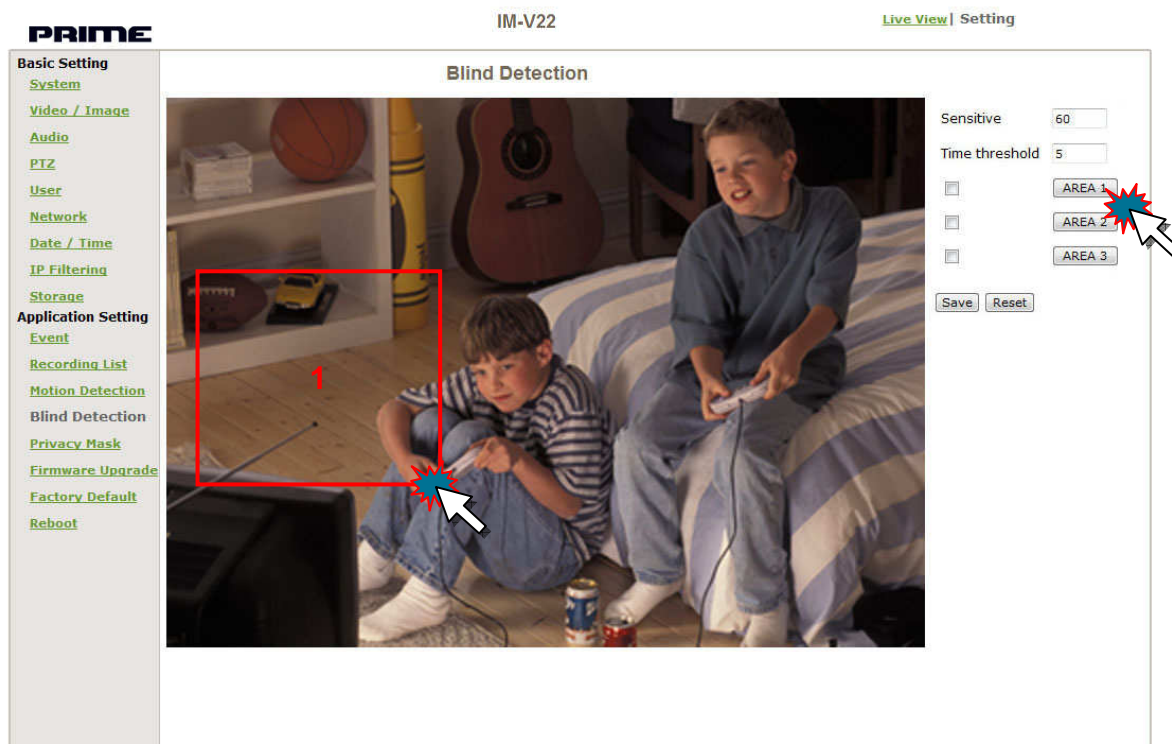 PRIME
IM-V22
Live View | Setting
Basic Setting
System
Video / Image
Audio
PTZ
User
Network
Date / Time
IP Filtering
Storage
Application Setting
Event
Recording List
Motion Detection
Blind Detection
Privacy Mask
Firmware Upgrade
Factory Default
Reboot
Blind Detection
1
Sensitive 60
Time threshold 5
AREA 1
AREA 2
AREA 3
Save Reset